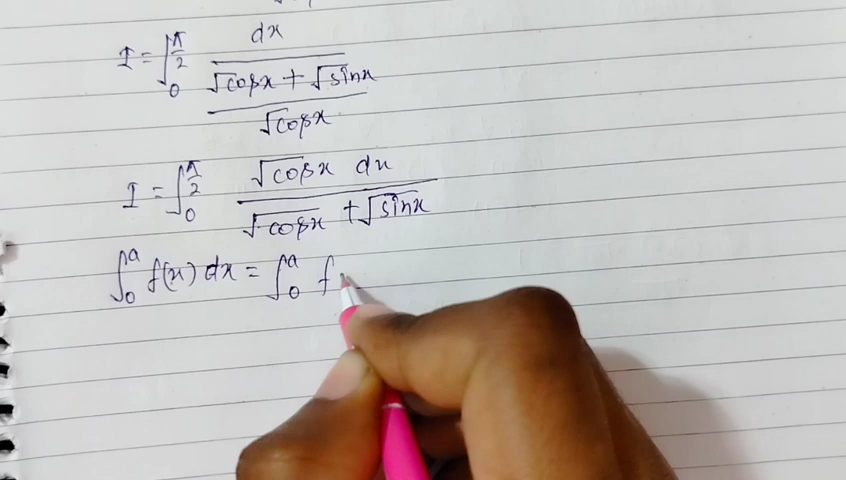 I = ∫₀^(π/2) dx / ((√cosx + √sinx) / √cosx)
I = ∫₀^(π/2) √cosx dx / (√cosx + √sinx)
∫₀^a f(x) dx = ∫₀^a f